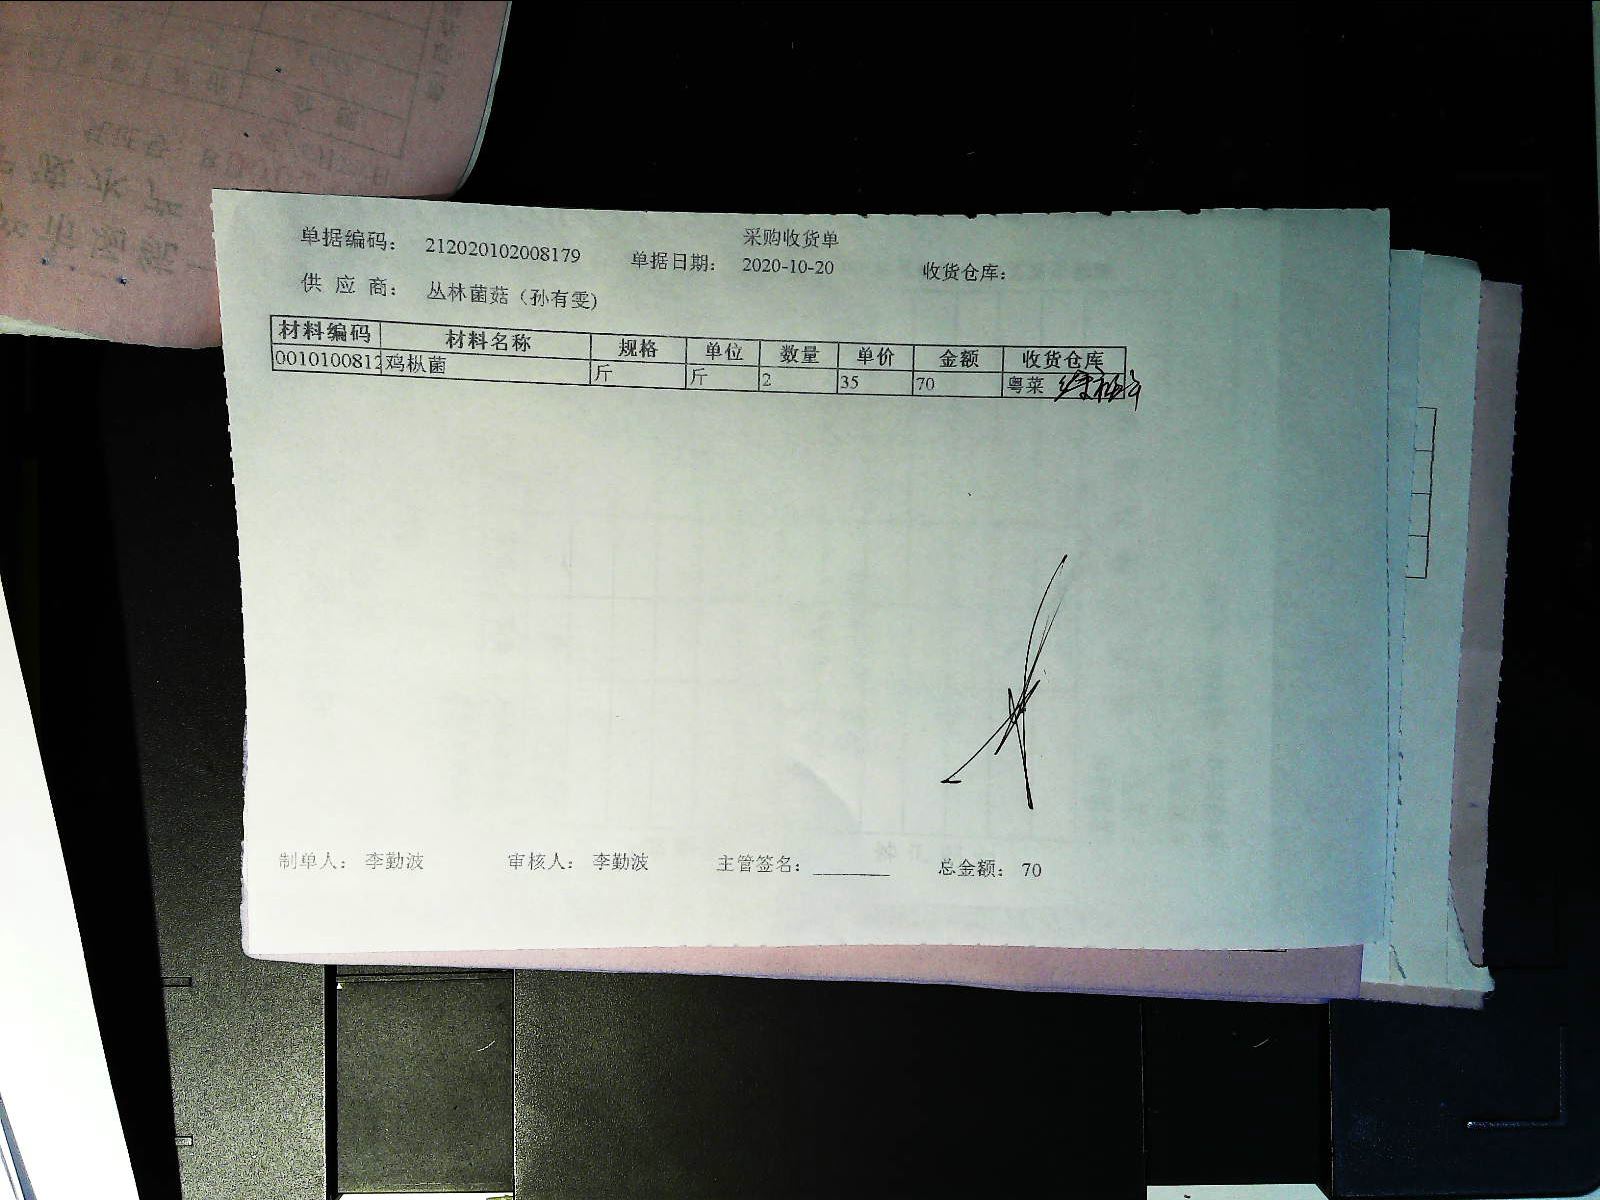 采购收货单
单据编码： 212020102008179 单据日期： 2020-10-20 收货仓库：
供 应 商： 丛林菌菇（孙有雯)
材料编码 材料名称 规格 单位 数量 单价 金额 收货仓库
0010100812 鸡枞菌 斤 斤 2 35 70 粤菜
制单人： 李勤波 审核人： 李勤波 主管签名： 总金额： 70